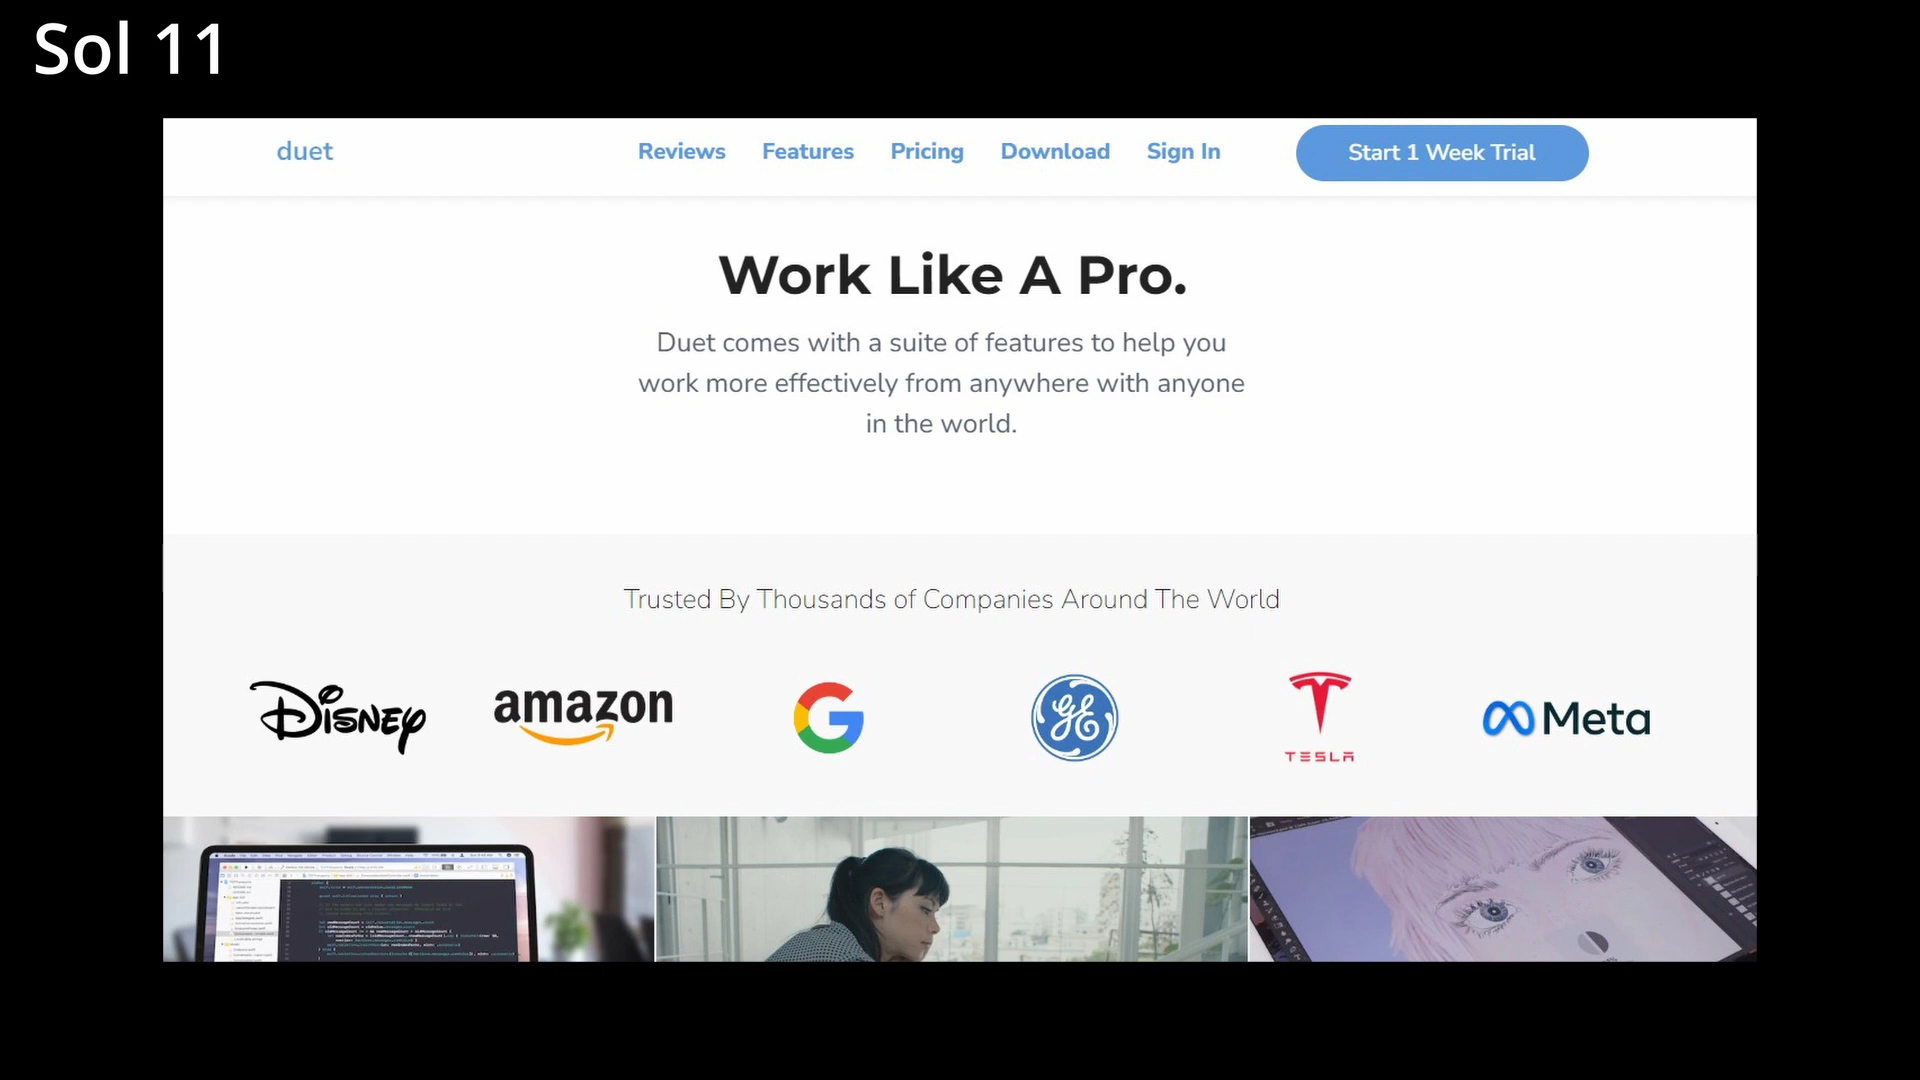 Sol 11
duet
Reviews Features Pricing Download Sign In Start 1 Week Trial
Work Like A Pro.
Duet comes with a suite of features to help you
work more effectively from anywhere with anyone
in the world.
Trusted By Thousands of Companies Around The World
Disney amazon G GE TESLA Meta